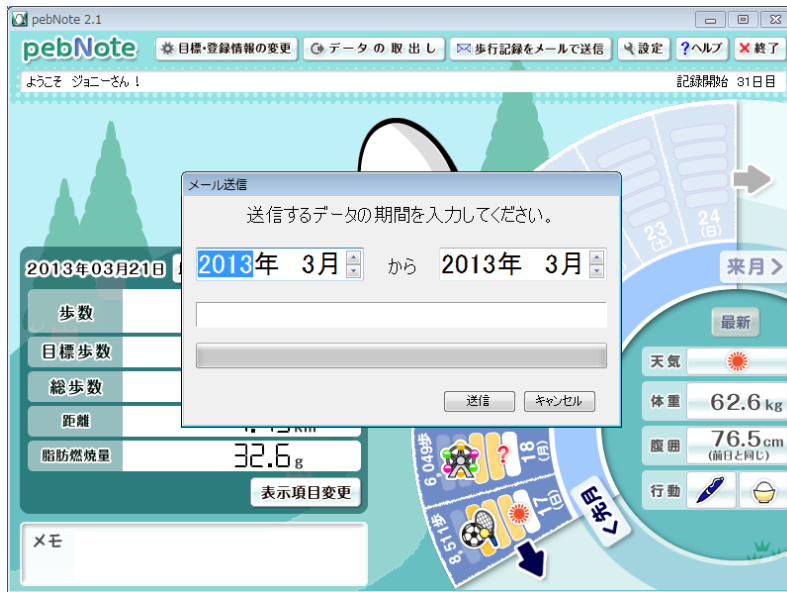 pebNote 2.1
pebNote 目標・登録情報の変更 データの取出し 歩行記録をメールで送信 設定 ?ヘルプ ×終了
ようこそ ジョニーさん! 記録開始 31日目
メール送信
送信するデータの期間を入力してください。
2013年 3月 から 2013年 3月
送信 キャンセル
2013年03月21日
歩数
目標歩数
総歩数
距離
脂肪燃焼量 32.6g
表示項目変更
メモ
23(土)
24(日)
来月>
最新
天気
体重 62.6kg
腹囲 76.5cm
(前日と同じ)
行動
<先月
6,049歩 ? 18(月)
8,511歩 17(日)